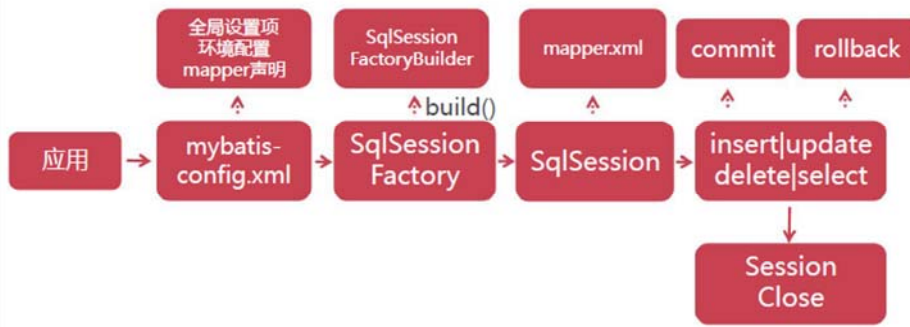 全局设置项
环境配置
mapper声明
SqlSession
FactoryBuilder
mapper.xml
commit
rollback
build()
应用
mybatis-
config.xml
SqlSession
Factory
SqlSession
insert|update
delete|select
Session
Close